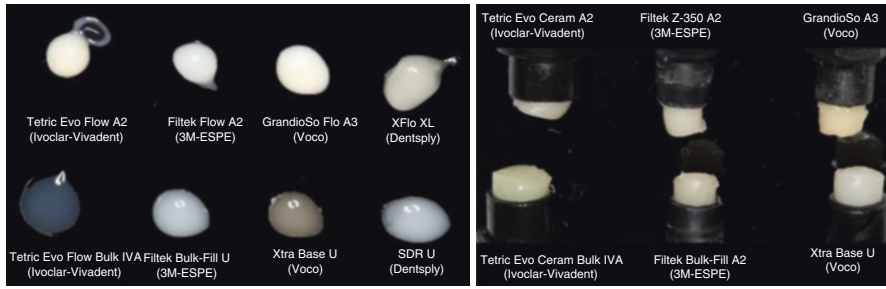 Tetric Evo Flow A2
(Ivoclar-Vivadent)
Filtek Flow A2
(3M-ESPE)
GrandioSo Flo A3
(Voco)
XFlo XL
(Dentsply)
Tetric Evo Flow Bulk IVA
(Ivoclar-Vivadent)
Filtek Bulk-Fill U
(3M-ESPE)
Xtra Base U
(Voco)
SDR U
(Dentsply)
Tetric Evo Ceram A2
(Ivoclar-Vivadent)
Filtek Z-350 A2
(3M-ESPE)
GrandioSo A3
(Voco)
Tetric Evo Ceram Bulk IVA
(Ivoclar-Vivadent)
Filtek Bulk-Fill A2
(3M-ESPE)
Xtra Base U
(Voco)